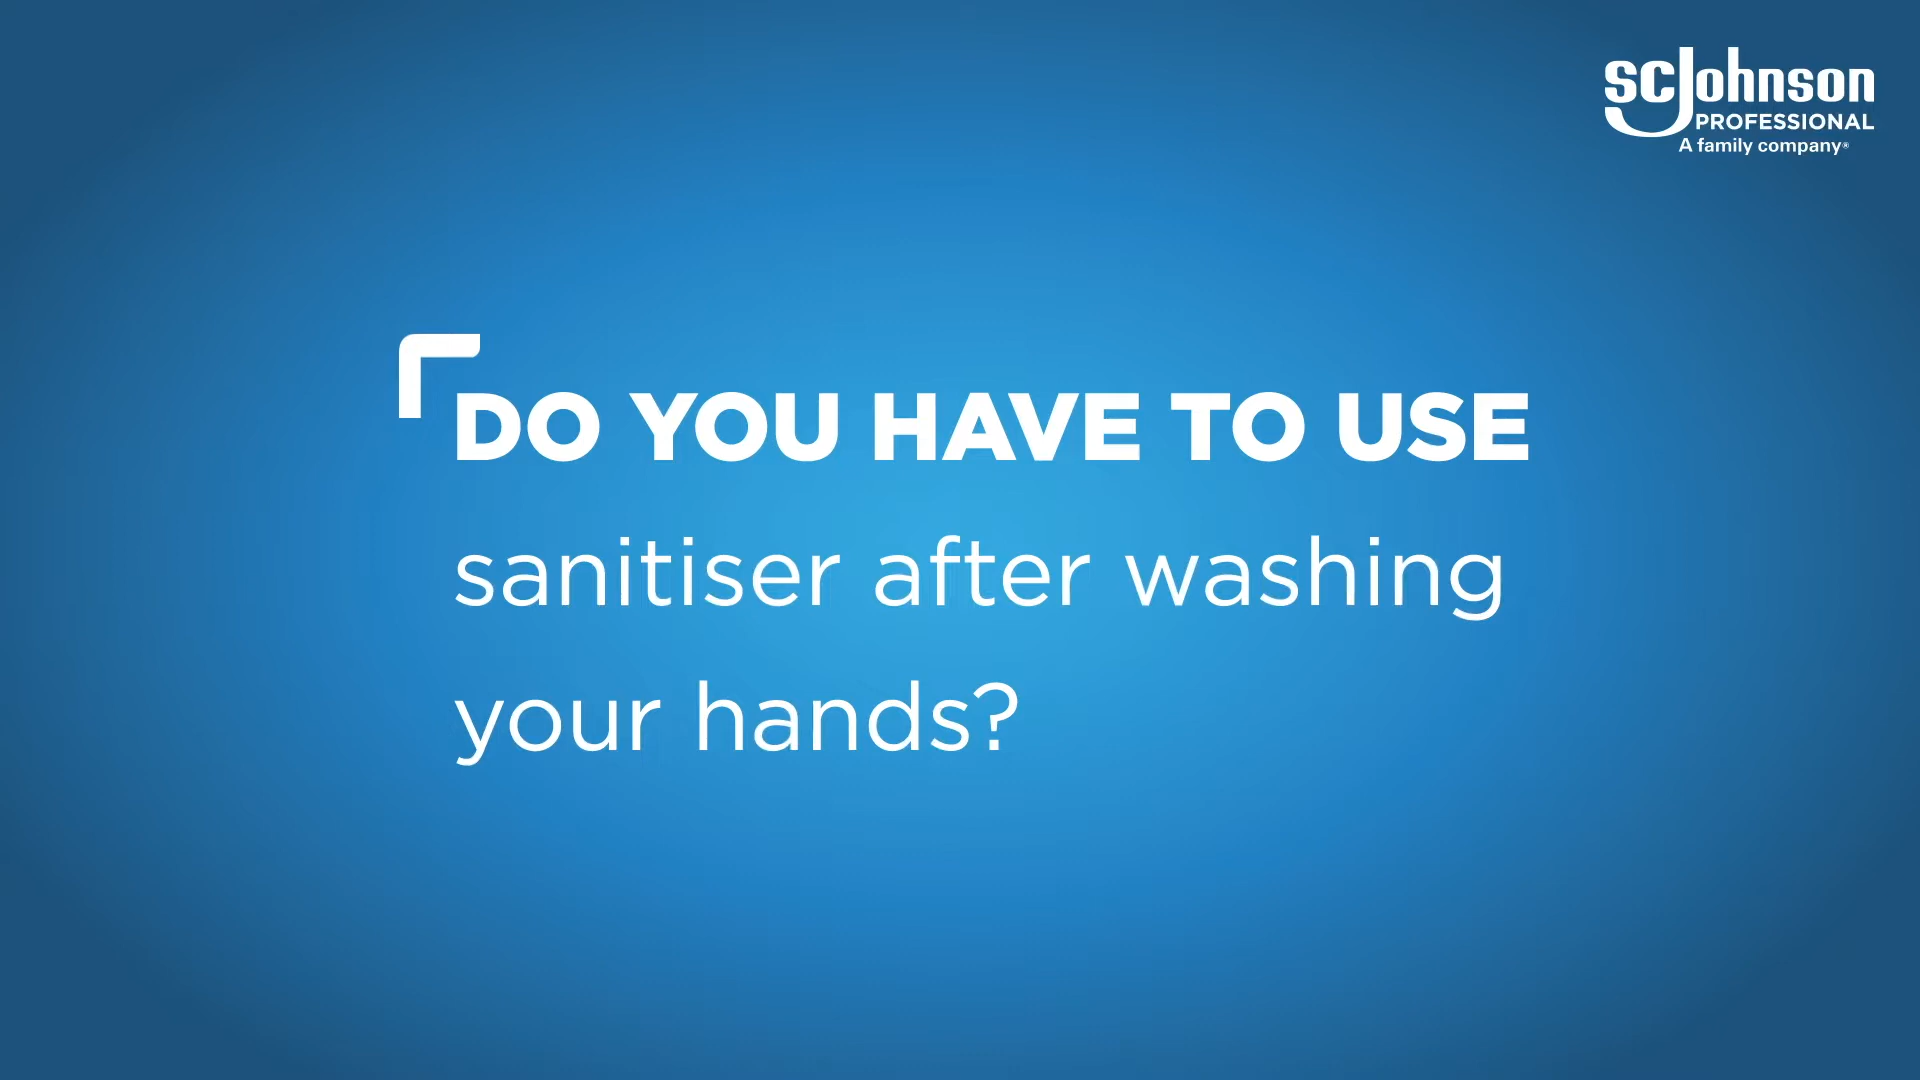 SCJohnson
PROFESSIONAL
A family company®
DO YOU HAVE TO USE
sanitiser after washing
your hands?